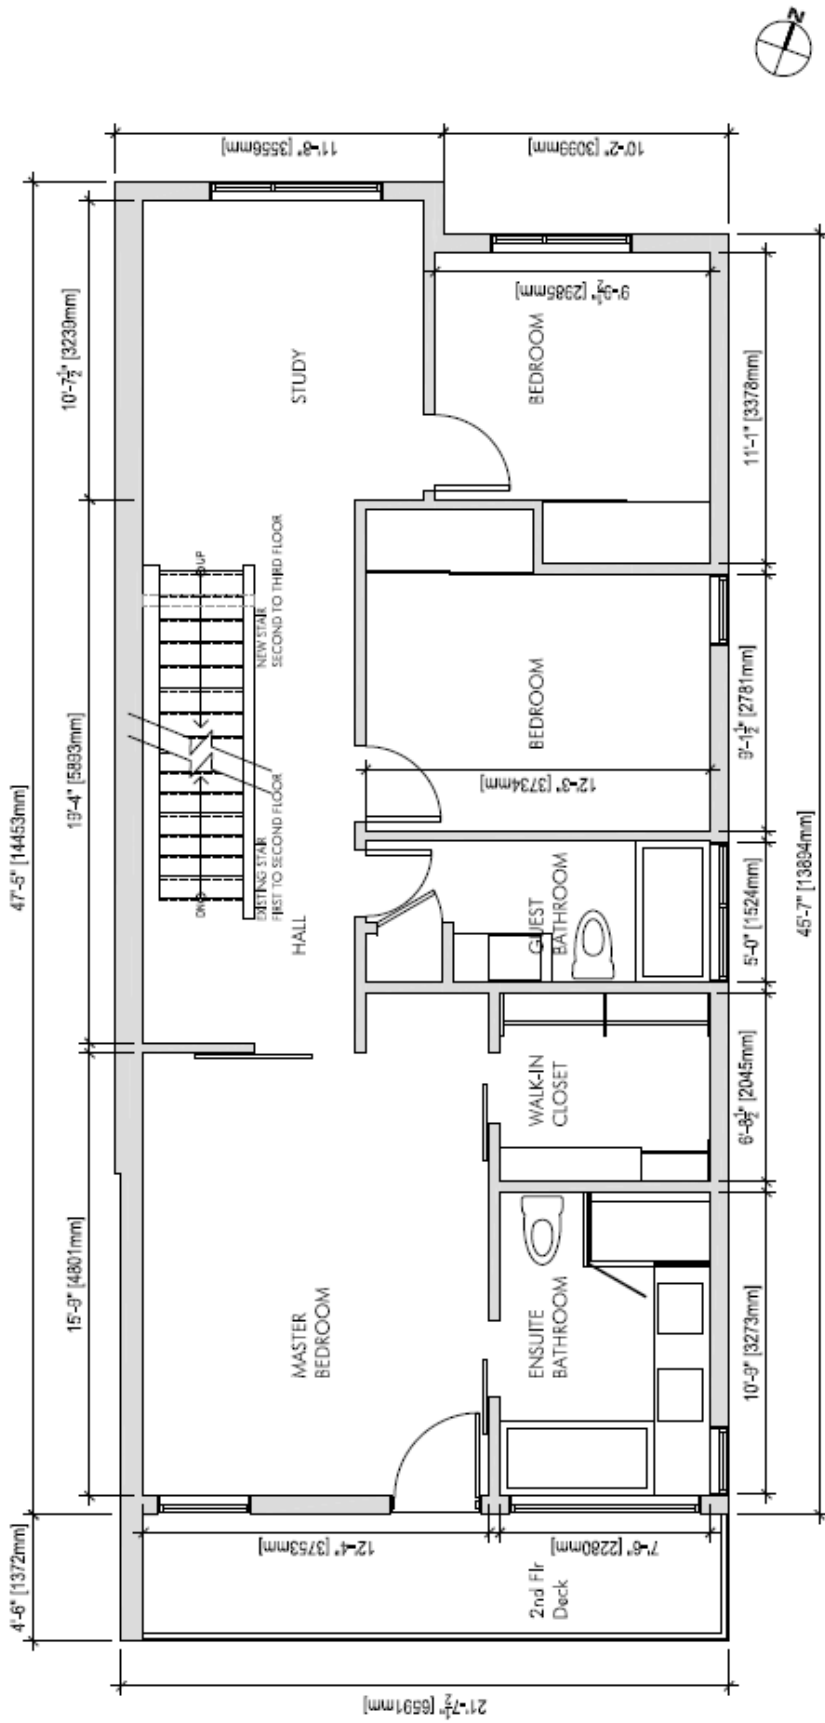 N
47'-5" [14453mm]
4'-6" [1372mm]
15'-9" [4801mm]
19'-4" [5893mm]
10'-7½" [3239mm]
11'-8" [3556mm]
10'-2" [3099mm]
STUDY
BEDROOM
9'-9½" [2985mm]
11'-1" [3378mm]
UP
NEW STAIR
SECOND TO THIRD FLOOR
DN
EXISTING STAIR
FIRST TO SECOND FLOOR
HALL
BEDROOM
12'-3" [3734mm]
9'-1½" [2781mm]
GUEST
BATHROOM
5'-0" [1524mm]
WALK-IN
CLOSET
6'-8½" [2045mm]
MASTER
BEDROOM
ENSUITE
BATHROOM
10'-9" [3273mm]
45'-7" [13894mm]
12'-4" [3753mm]
7'-6" [2280mm]
2nd Flr
Deck
21'-7½" [6591mm]